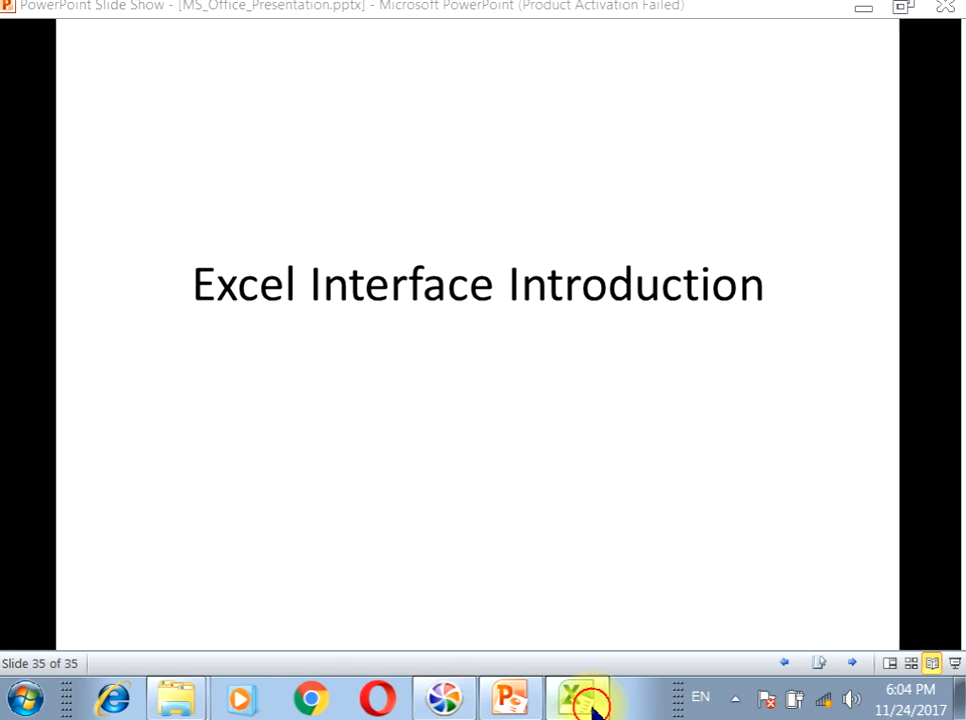 PowerPoint Slide Show - [MS_Office_Presentation.pptx] - Microsoft PowerPoint (Product Activation Failed)
Excel Interface Introduction
Slide 35 of 35
EN
6:04 PM
11/24/2017